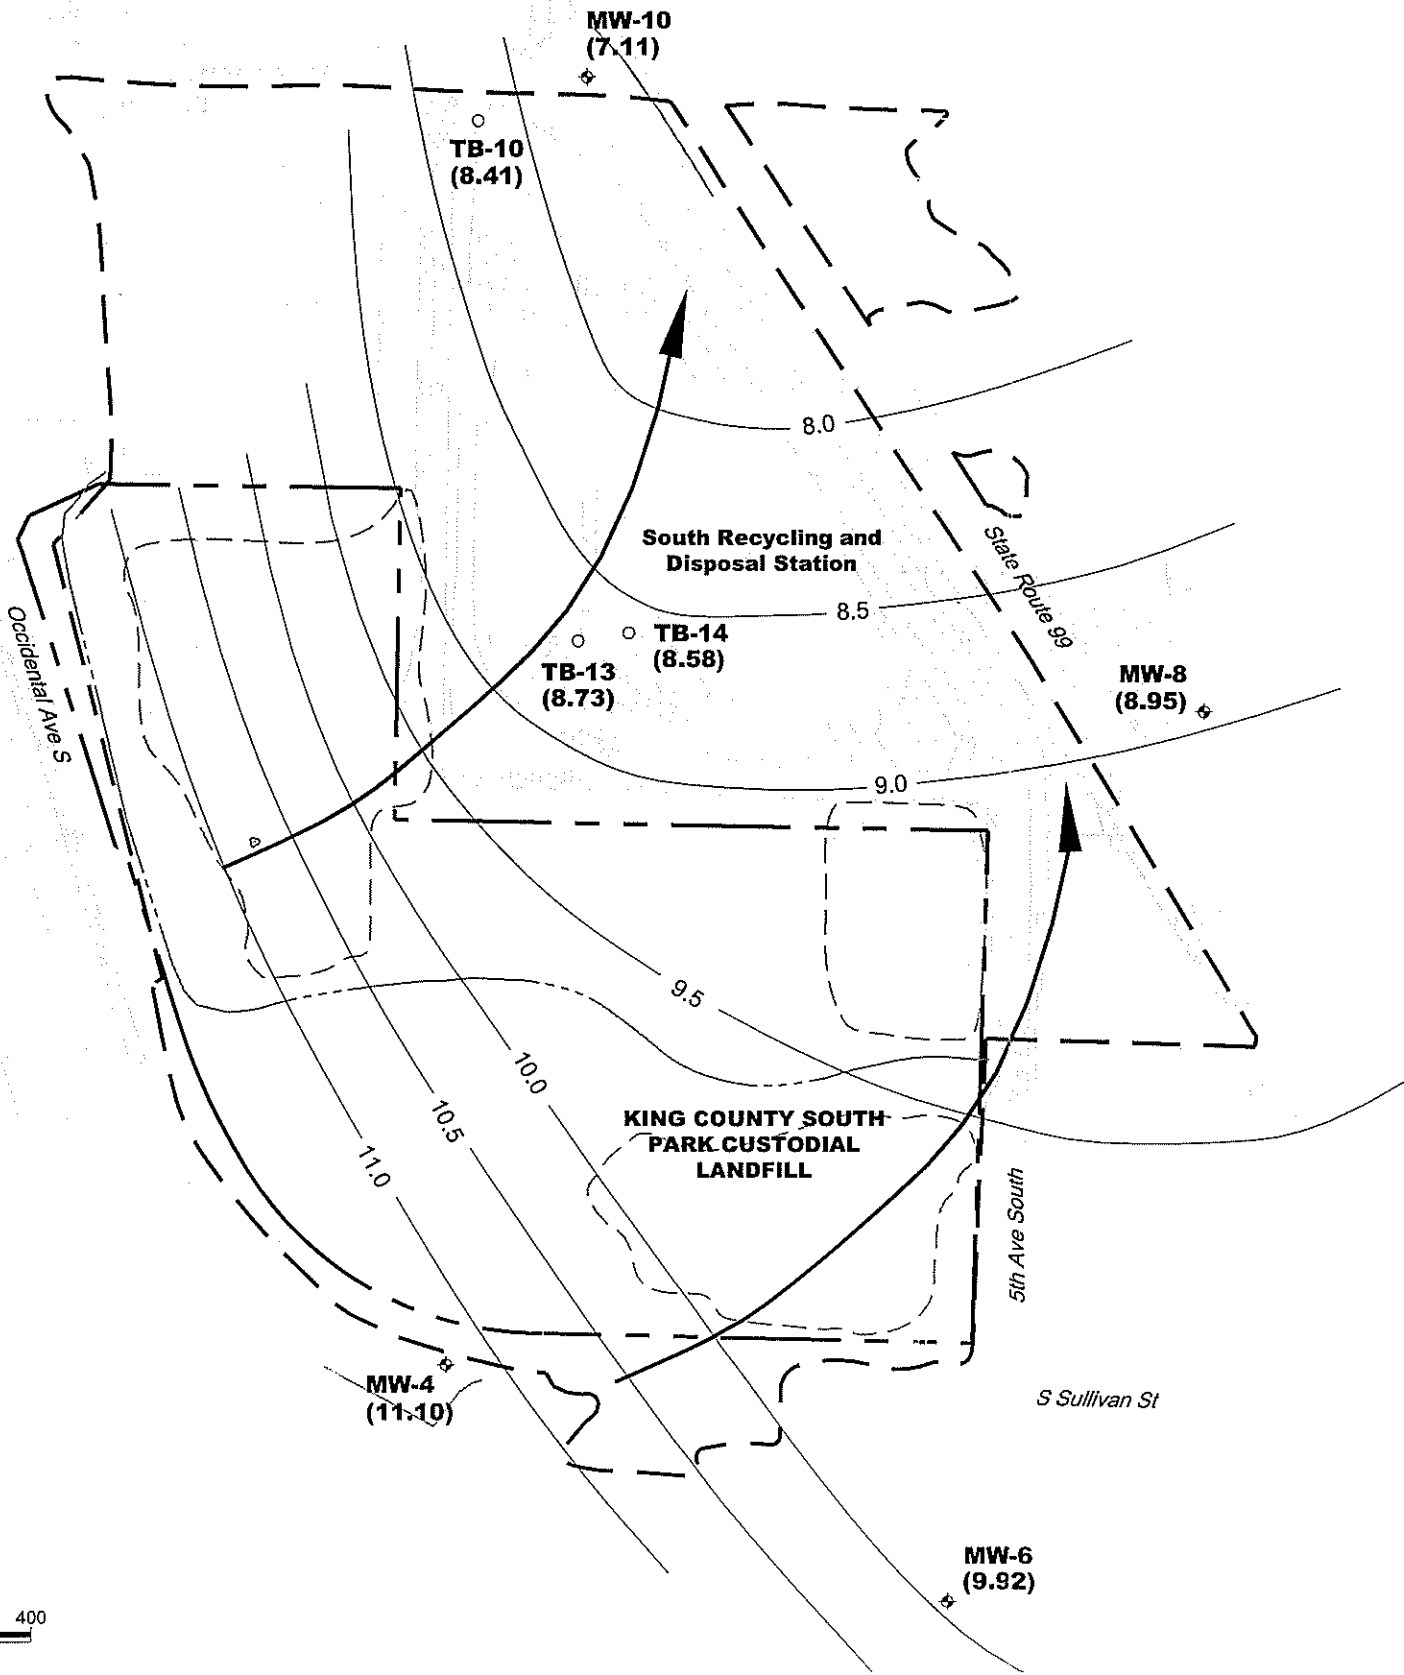 MW-10
(7.11)
TB-10
(8.41)
8.0
South Recycling and
Disposal Station
State Route 99
8.5
TB-14
(8.58)
TB-13
(8.73)
MW-8
(8.95)
Occidental Ave S
9.0
9.5
10.0
10.5
11.0
KING COUNTY SOUTH
PARK CUSTODIAL
LANDFILL
5th Ave South
MW-4
(11.10)
S Sullivan St
MW-6
(9.92)
400